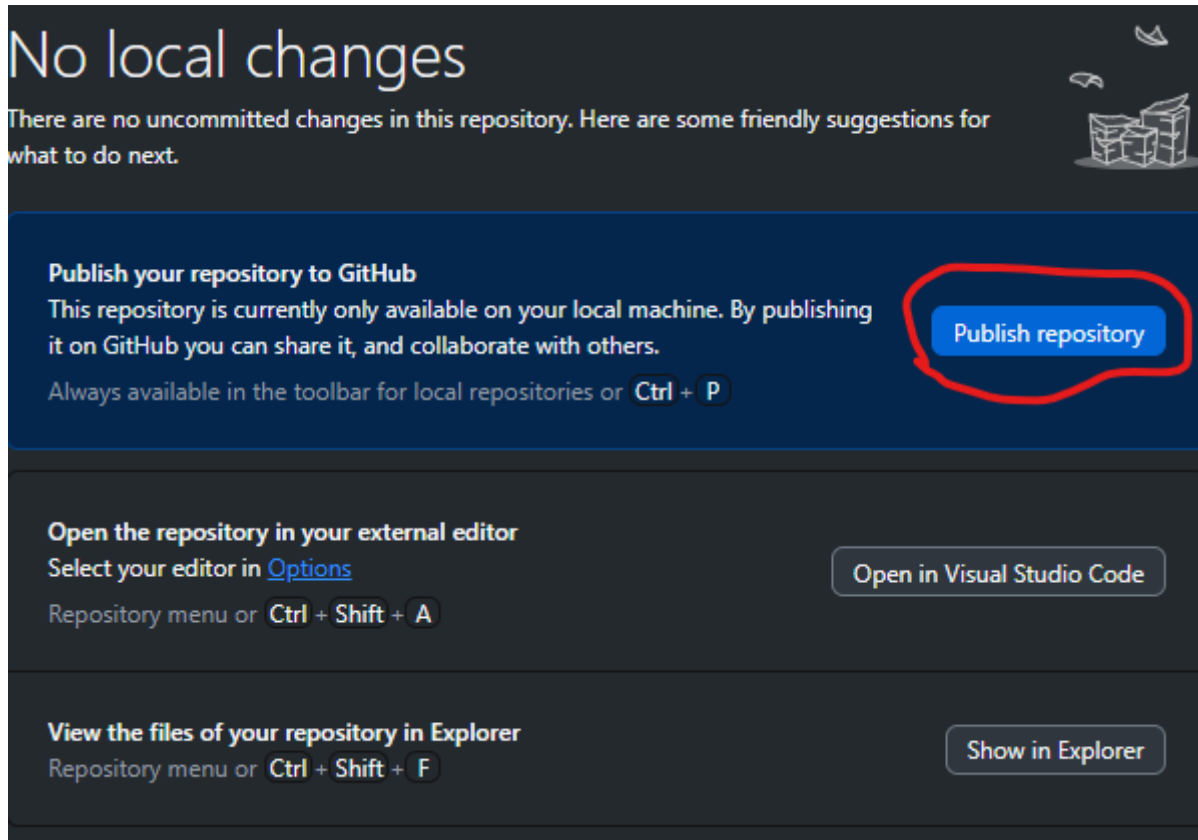 No local changes
There are no uncommitted changes in this repository. Here are some friendly suggestions for
what to do next.
Publish your repository to GitHub
This repository is currently only available on your local machine. By publishing
it on GitHub you can share it, and collaborate with others.
Always available in the toolbar for local repositories or Ctrl + P
Publish repository
Open the repository in your external editor
Select your editor in Options
Repository menu or Ctrl + Shift + A
Open in Visual Studio Code
View the files of your repository in Explorer
Repository menu or Ctrl + Shift + F
Show in Explorer